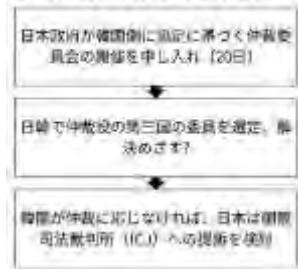 日本政府が韓国側に協定に基づく仲裁委
員会の開催を申し入れ（20日）
日韓で仲裁役の第三国の委員を選定、解
決めざす?
韓国が仲裁に応じなければ、日本は国際
司法裁判所（ICJ）への提訴を検討